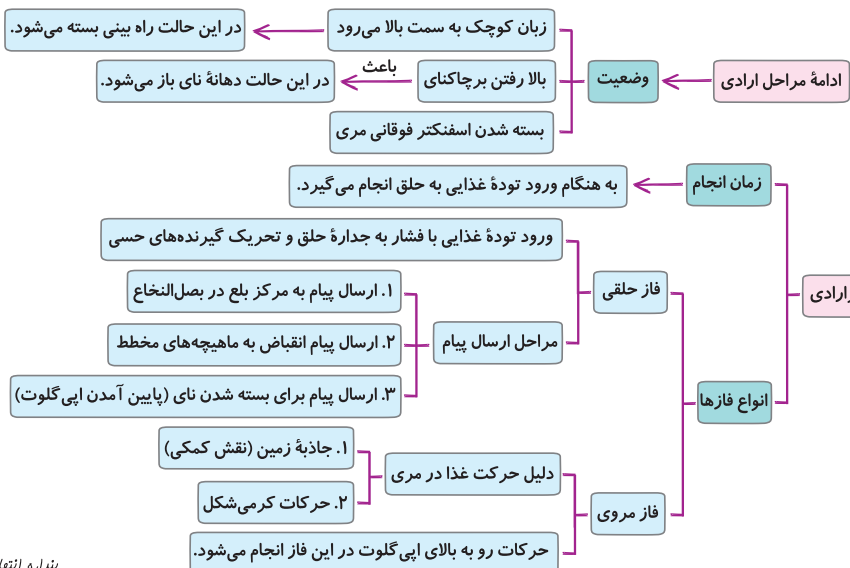 ادامهٔ مراحل ارادی
وضعیت
زبان کوچک به سمت بالا می‌رود
در این حالت راه بینی بسته می‌شود.
بالا رفتن برچاکنای
باعث
در این حالت دهانهٔ نای باز می‌شود.
بسته شدن اسفنکتر فوقانی مری
زمان انجام
به هنگام ورود تودهٔ غذایی به حلق انجام می‌گیرد.
انواع فازها
فاز حلقی
ورود تودهٔ غذایی با فشار به جدارهٔ حلق و تحریک گیرنده‌های حسی
مراحل ارسال پیام
۱. ارسال پیام به مرکز بلع در بصل‌النخاع
۲. ارسال پیام انقباض به ماهیچه‌های مخطط
۳. ارسال پیام برای بسته شدن نای (پایین آمدن اپی‌گلوت)
فاز مروی
دلیل حرکت غذا در مری
۱. جاذبهٔ زمین (نقش کمکی)
۲. حرکات کرمی‌شکل
حرکات رو به بالای اپی‌گلوت در این فاز انجام می‌شود.